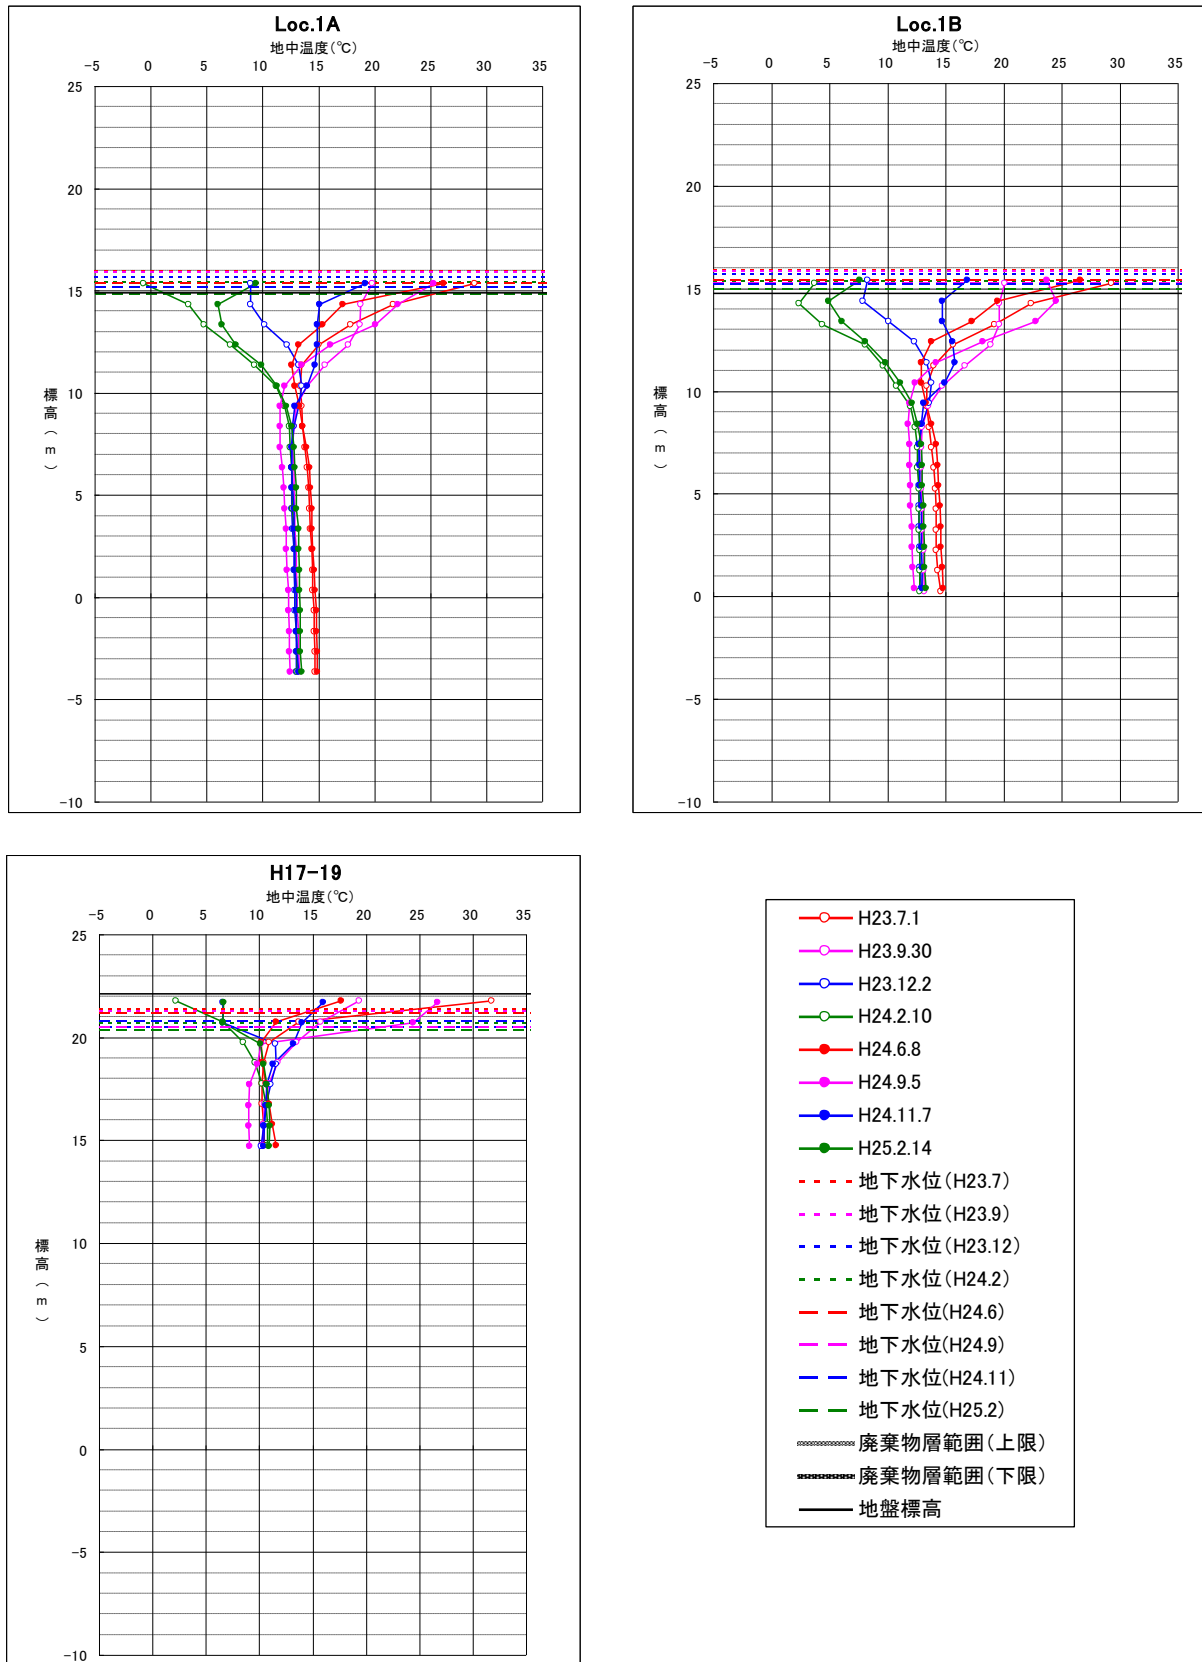 Loc.1A
地中温度(℃)
-5 0 5 10 15 20 25 30 35
25
20
15
10
5
0
-5
-10
標高(m)
Loc.1B
地中温度(℃)
-5 0 5 10 15 20 25 30 35
25
20
15
10
5
0
-5
-10
標高(m)
H17-19
地中温度(℃)
-5 0 5 10 15 20 25 30 35
25
20
15
10
5
0
-5
-10
標高(m)
H23.7.1
H23.9.30
H23.12.2
H24.2.10
H24.6.8
H24.9.5
H24.11.7
H25.2.14
地下水位(H23.7)
地下水位(H23.9)
地下水位(H23.12)
地下水位(H24.2)
地下水位(H24.6)
地下水位(H24.9)
地下水位(H24.11)
地下水位(H25.2)
廃棄物層範囲(上限)
廃棄物層範囲(下限)
地盤標高